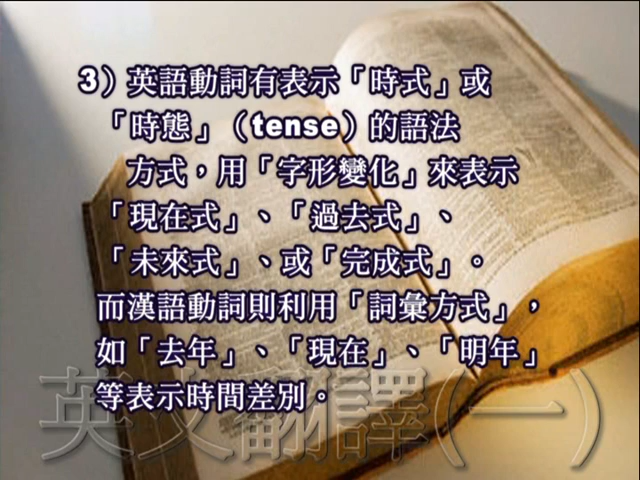 3）英語動詞有表示「時式」或
「時態」（tense）的語法
方式，用「字形變化」來表示
「現在式」、「過去式」、
「未來式」、或「完成式」。
而漢語動詞則利用「詞彙方式」，
如「去年」、「現在」、「明年」
等表示時間差別。
英文翻譯(一)